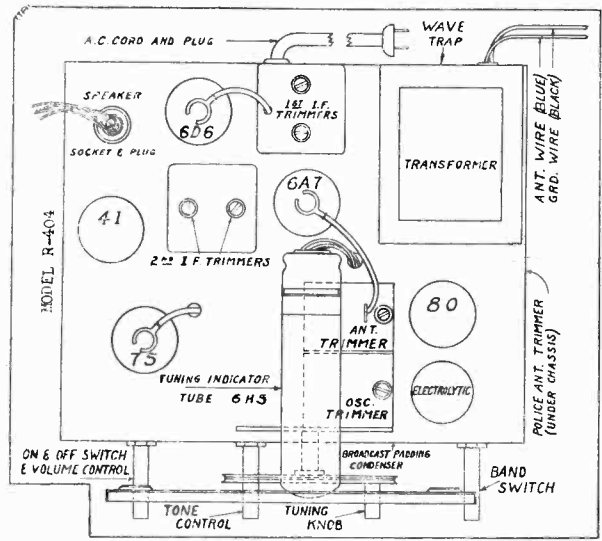 A.C. CORD AND PLUG
WAVE
TRAP
SPEAKER
SOCKET & PLUG
6D6
1ST I.F.
TRIMMERS
TRANSFORMER
ANT. WIRE (BLUE)
GRD. WIRE (BLACK)
MODEL R-404
41
2ND I.F. TRIMMERS
6A7
75
ANT.
TRIMMER
80
TUNING INDICATOR
TUBE 6H5
OSC.
TRIMMER
ELECTROLYTIC
POLICE ANT. TRIMMER
(UNDER CHASSIS)
ON & OFF SWITCH
& VOLUME CONTROL
BROADCAST PADDING
CONDENSER
BAND
SWITCH
TONE
CONTROL
TUNING
KNOB